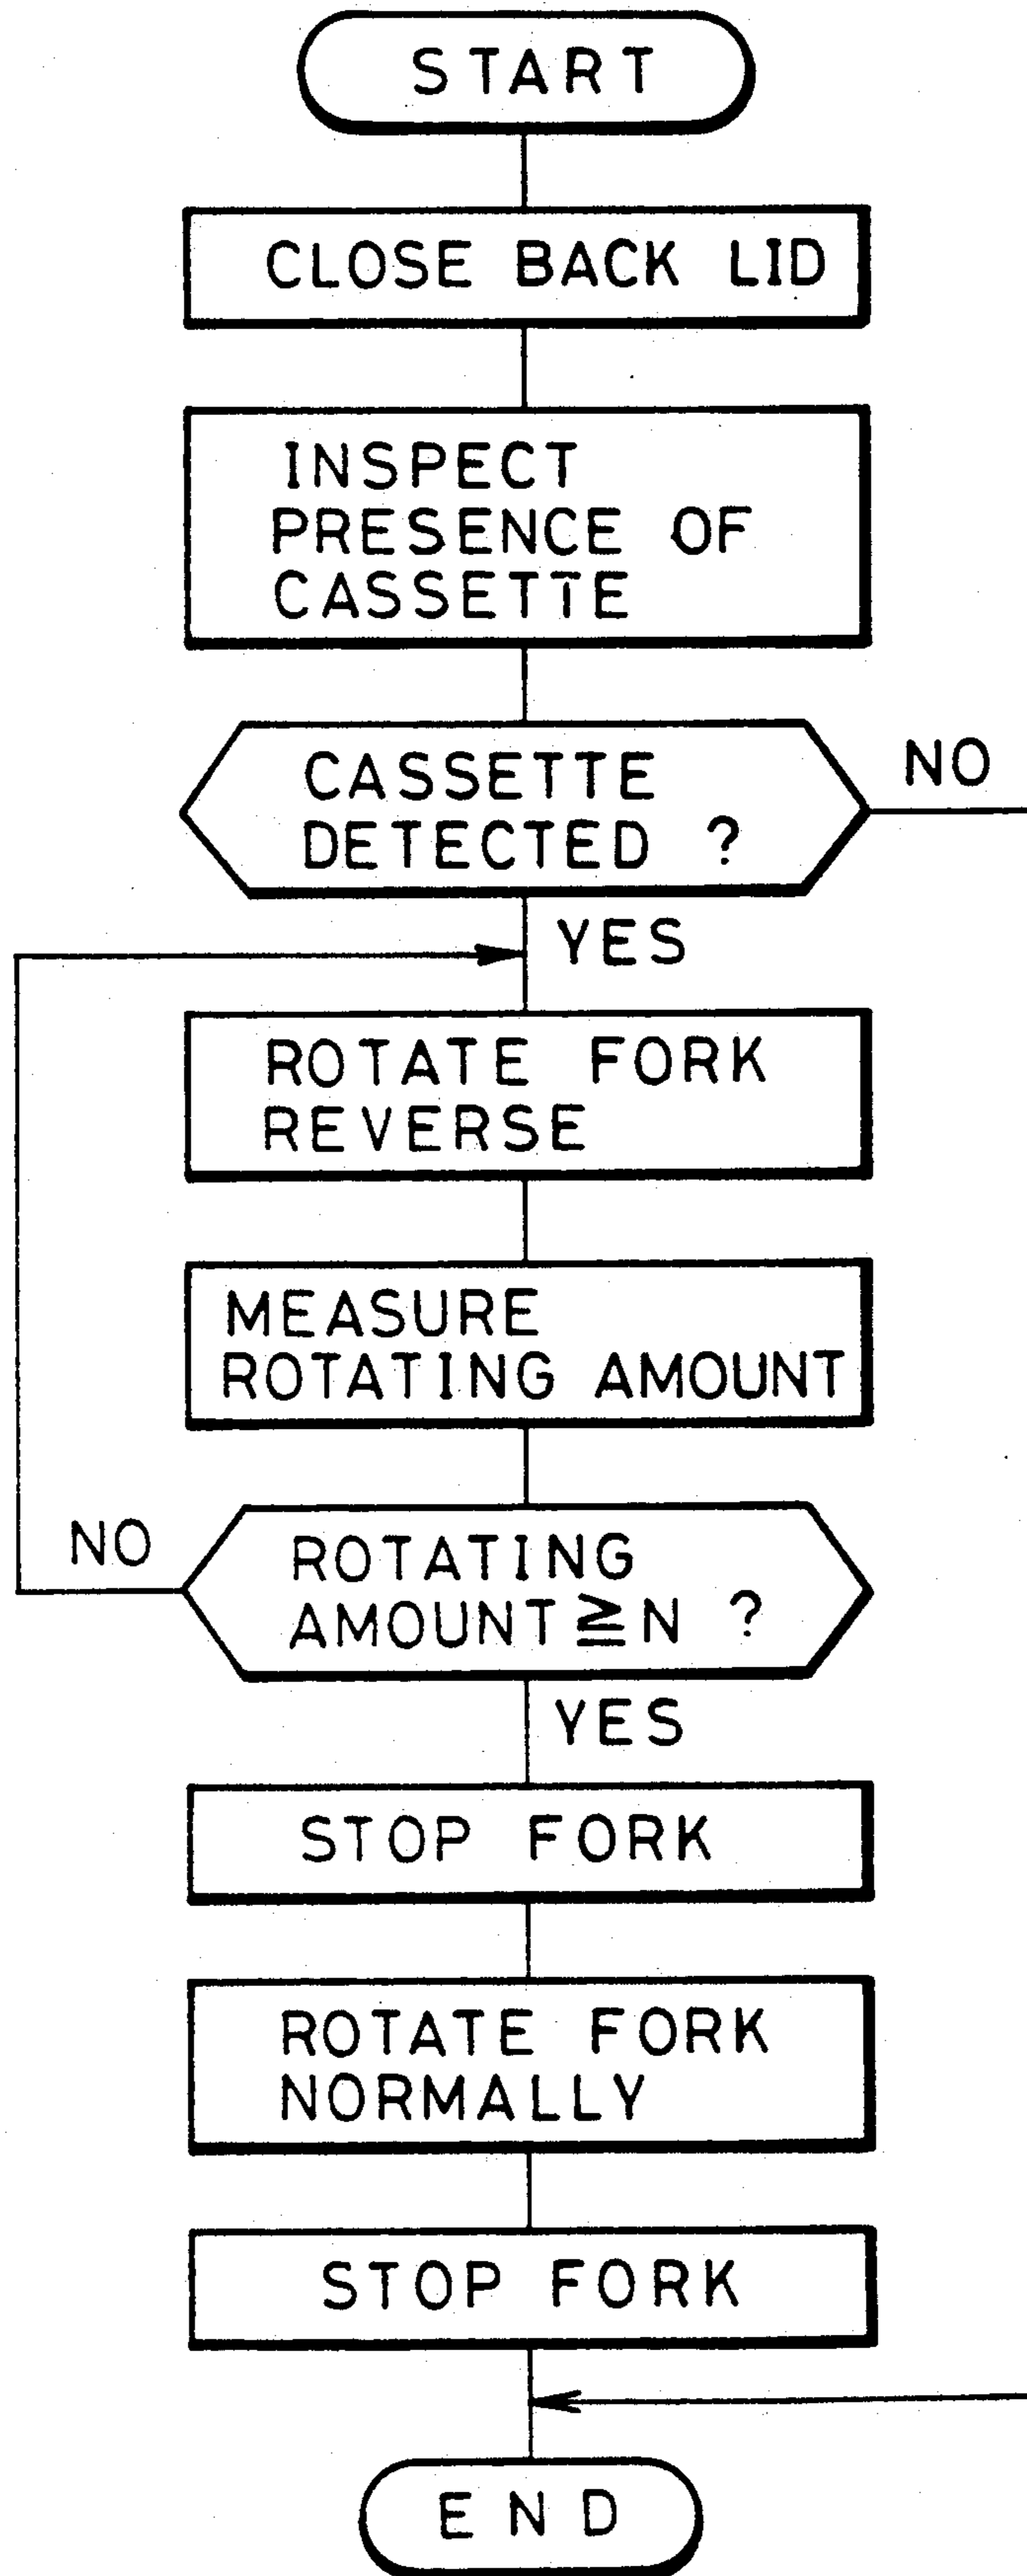 START
CLOSE BACK LID
INSPECT
PRESENCE OF
CASSETTE
CASSETTE
DETECTED ?
NO
YES
ROTATE FORK
REVERSE
MEASURE
ROTATING AMOUNT
ROTATING
AMOUNT ≧ N ?
NO
YES
STOP FORK
ROTATE FORK
NORMALLY
STOP FORK
END